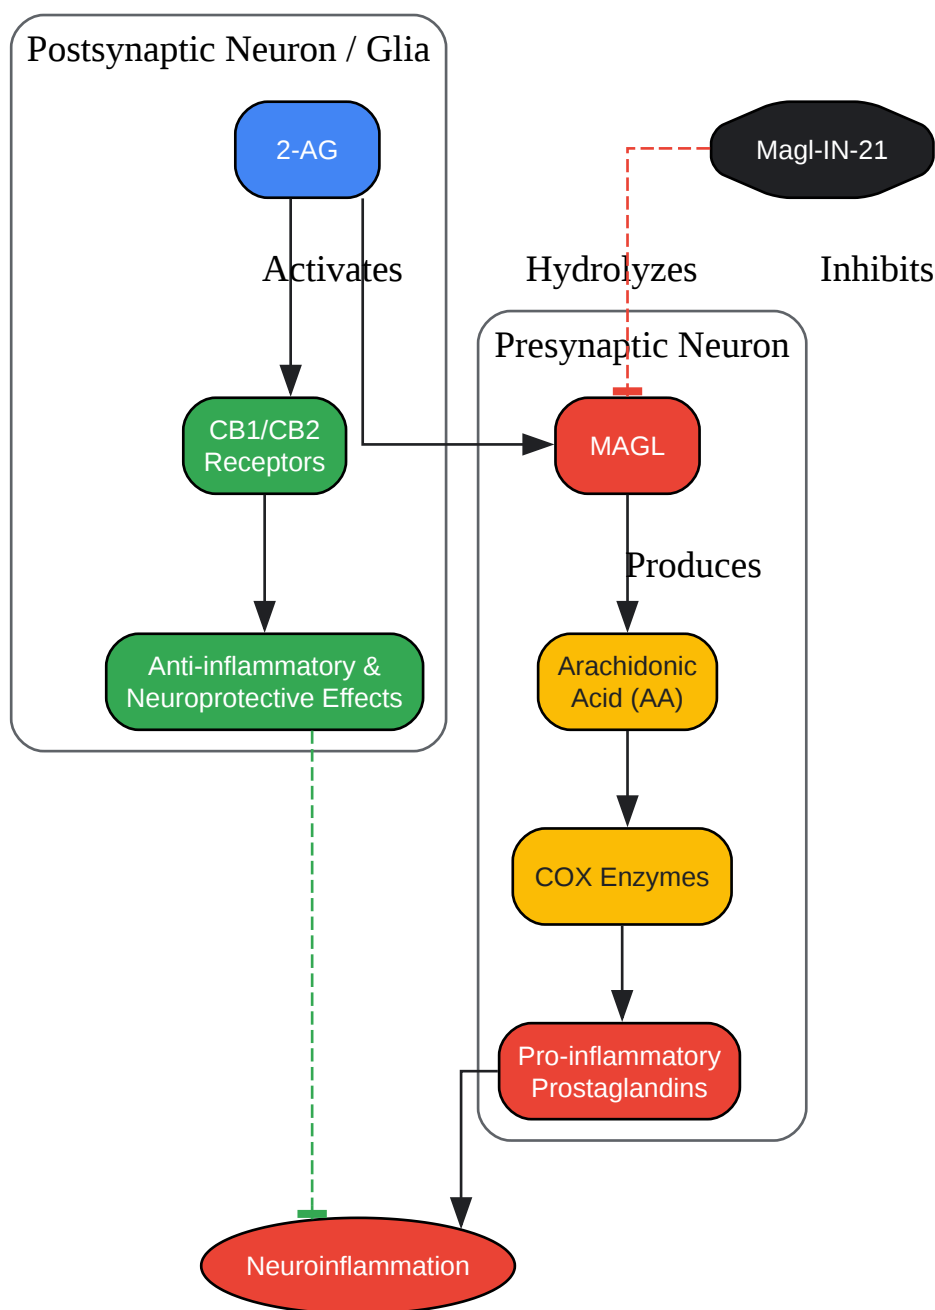 Postsynaptic Neuron / Glia
2-AG
Magl-IN-21
Activates
Hydrolyzes
Inhibits
Presynaptic Neuron
CB1/CB2
Receptors
MAGL
Produces
Anti-inflammatory &
Neuroprotective Effects
Arachidonic
Acid (AA)
COX Enzymes
Pro-inflammatory
Prostaglandins
Neuroinflammation